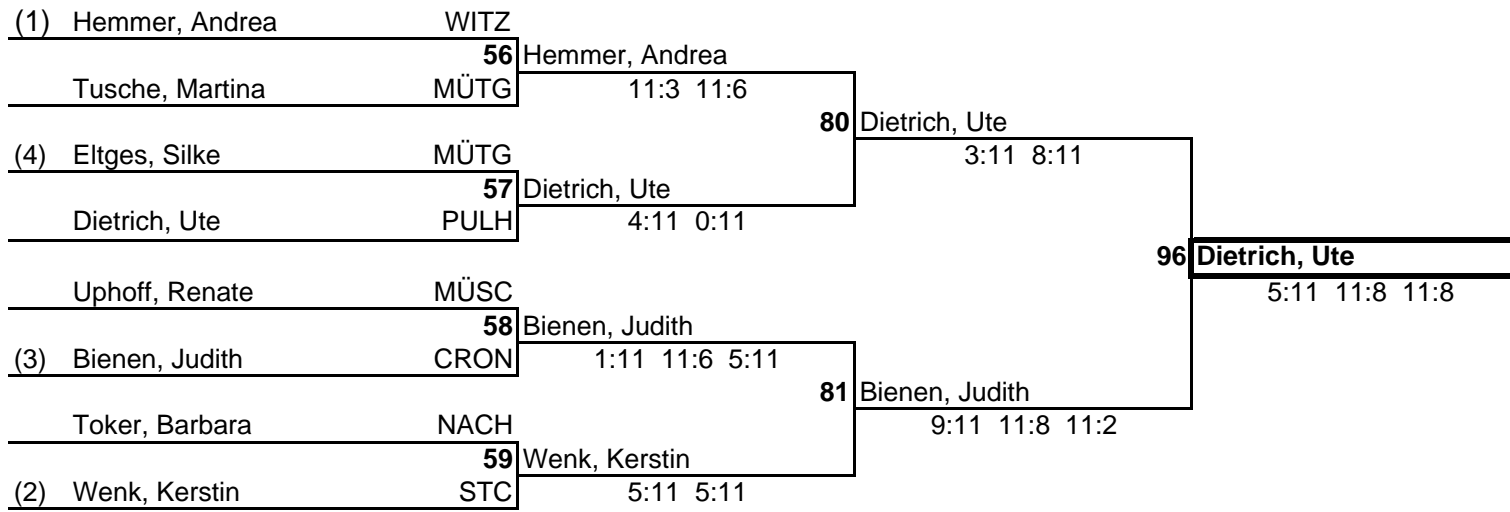 (1) Hemmer, Andrea WITZ
56 Hemmer, Andrea
Tusche, Martina MÜTG 11:3 11:6
80 Dietrich, Ute
(4) Eltges, Silke MÜTG 3:11 8:11
57 Dietrich, Ute
Dietrich, Ute PULH 4:11 0:11
96 Dietrich, Ute
Uphoff, Renate MÜSC 5:11 11:8 11:8
58 Bienen, Judith
(3) Bienen, Judith CRON 1:11 11:6 5:11
81 Bienen, Judith
Toker, Barbara NACH 9:11 11:8 11:2
59 Wenk, Kerstin
(2) Wenk, Kerstin STC 5:11 5:11